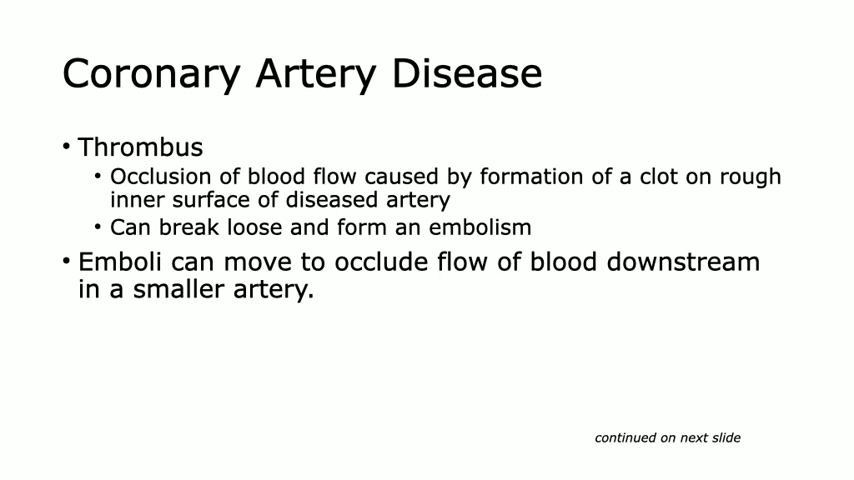 Coronary Artery Disease
• Thrombus
• Occlusion of blood flow caused by formation of a clot on rough
inner surface of diseased artery
• Can break loose and form an embolism
• Emboli can move to occlude flow of blood downstream
in a smaller artery.
continued on next slide